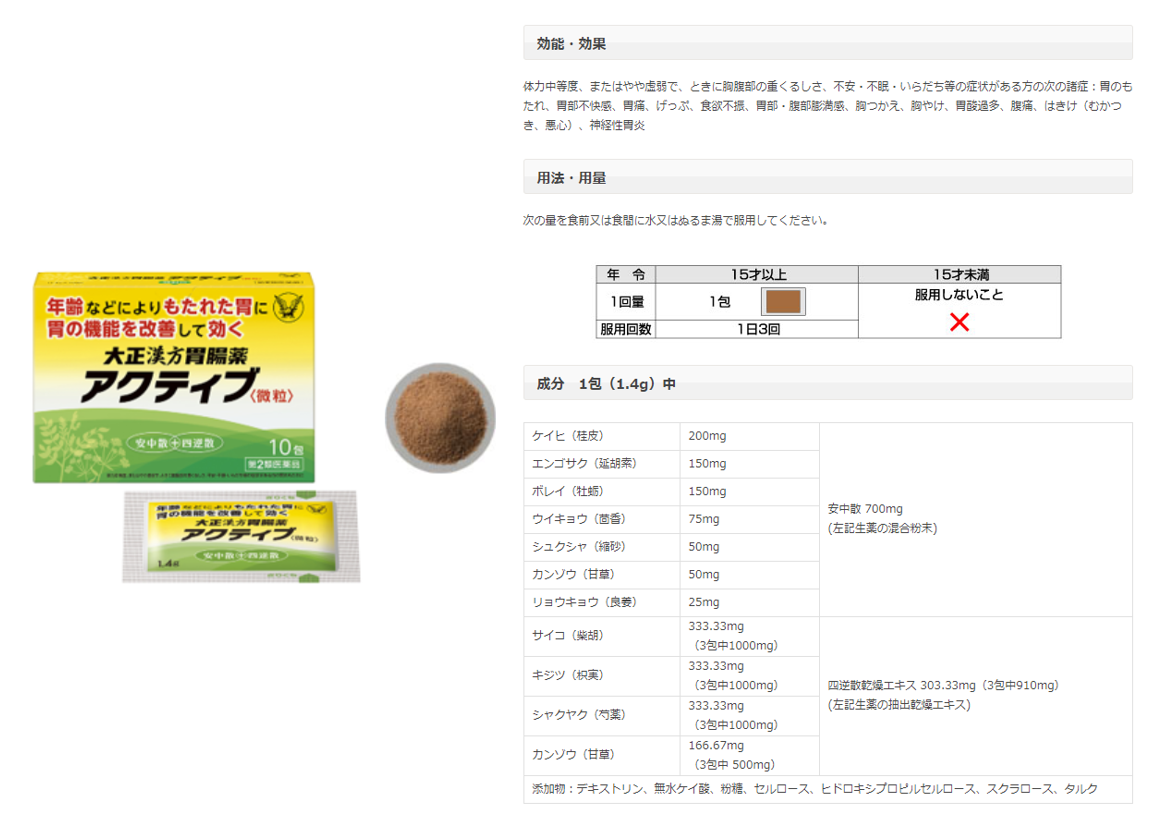 年齢などによりもたれた胃に
胃の機能を改善して効く
大正漢方胃腸薬
アクティブ〈微粒〉
安中散＋四逆散
10包
第2類医薬品
年齢などによりもたれた胃に
胃の機能を改善して効く
大正漢方胃腸薬
アクティブ〈微粒〉
安中散＋四逆散
1.4g
効能・効果
体力中等度、またはやや虚弱で、ときに胸腹部の重くるしさ、不安・不眠・いらだち等の症状がある方の次の諸症：胃のも
たれ、胃部不快感、胃痛、げっぷ、食欲不振、胃部・腹部膨満感、胸つかえ、胸やけ、胃酸過多、腹痛、はきけ（むかつ
き、悪心）、神経性胃炎
用法・用量
次の量を食前又は食間に水又はぬるま湯で服用してください。
年　令 15才以上 15才未満
1回量 1包 服用しないこと
服用回数 1日3回
成分　1包（1.4g）中
ケイヒ（桂皮） 200mg
エンゴサク（延胡索） 150mg
ボレイ（牡蛎） 150mg
ウイキョウ（茴香） 75mg
シュクシャ（縮砂） 50mg
カンゾウ（甘草） 50mg
リョウキョウ（良姜） 25mg
安中散 700mg
(左記生薬の混合粉末)
サイコ（柴胡） 333.33mg
（3包中1000mg）
キジツ（枳実） 333.33mg
（3包中1000mg）
シャクヤク（芍薬） 333.33mg
（3包中1000mg）
カンゾウ（甘草） 166.67mg
（3包中 500mg）
四逆散乾燥エキス 303.33mg（3包中910mg）
(左記生薬の抽出乾燥エキス)
添加物：デキストリン、無水ケイ酸、粉糖、セルロース、ヒドロキシプロピルセルロース、スクラロース、タルク